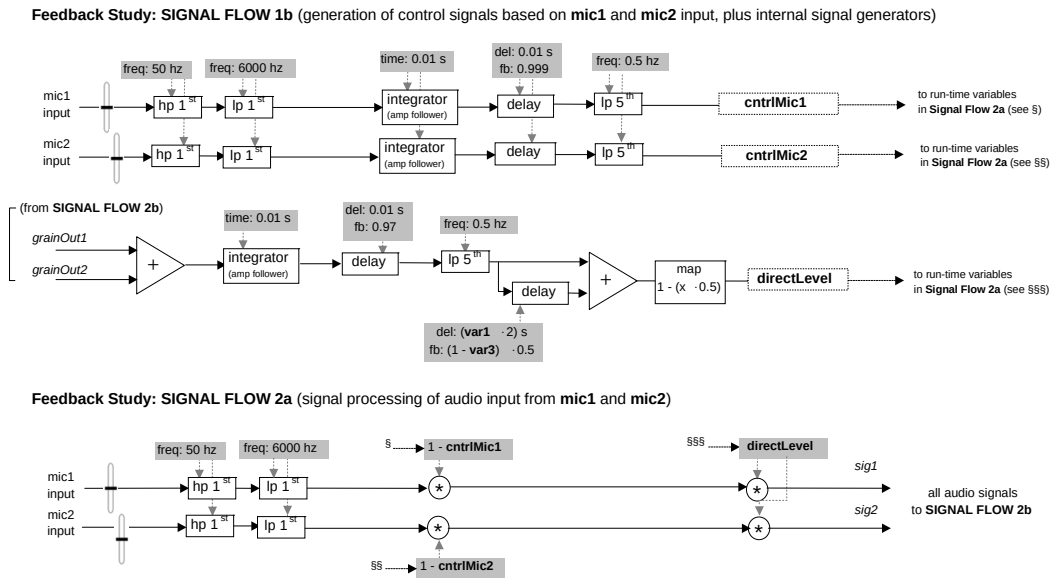 Feedback Study: SIGNAL FLOW 1b (generation of control signals based on mic1 and mic2 input, plus internal signal generators)
freq: 50 hz
freq: 6000 hz
time: 0.01 s
del: 0.01 s
fb: 0.999
freq: 0.5 hz
mic1
input
hp 1st
lp 1st
integrator
(amp follower)
delay
lp 5th
cntrlMic1
to run-time variables
in Signal Flow 2a (see §)
mic2
input
hp 1st
lp 1st
integrator
(amp follower)
delay
lp 5th
cntrlMic2
to run-time variables
in Signal Flow 2a (see §§)
(from SIGNAL FLOW 2b)
grainOut1
grainOut2
+
time: 0.01 s
integrator
(amp follower)
del: 0.01 s
fb: 0.97
delay
freq: 0.5 hz
lp 5th
delay
del: (var1 ·2) s
fb: (1 - var3) ·0.5
+
map
1 - (x ·0.5)
directLevel
to run-time variables
in Signal Flow 2a (see §§§)
Feedback Study: SIGNAL FLOW 2a (signal processing of audio input from mic1 and mic2)
freq: 50 hz
freq: 6000 hz
§
1 - cntrlMic1
§§§
directLevel
mic1
input
hp 1st
lp 1st
*
*
sig1
mic2
input
hp 1st
lp 1st
*
*
sig2
all audio signals
to SIGNAL FLOW 2b
§§
1 - cntrlMic2